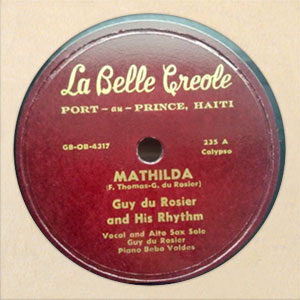 La Belle Creole
PORT-au-PRINCE, HAITI
GB-OB-4317
235 A
Calypso
MATHILDA
(F. Thomas-G. du Rosier)
Guy du Rosier
and His Rhythm
Vocal and Alto Sax Solo
Guy du Rosier
Piano Bebo Valdes